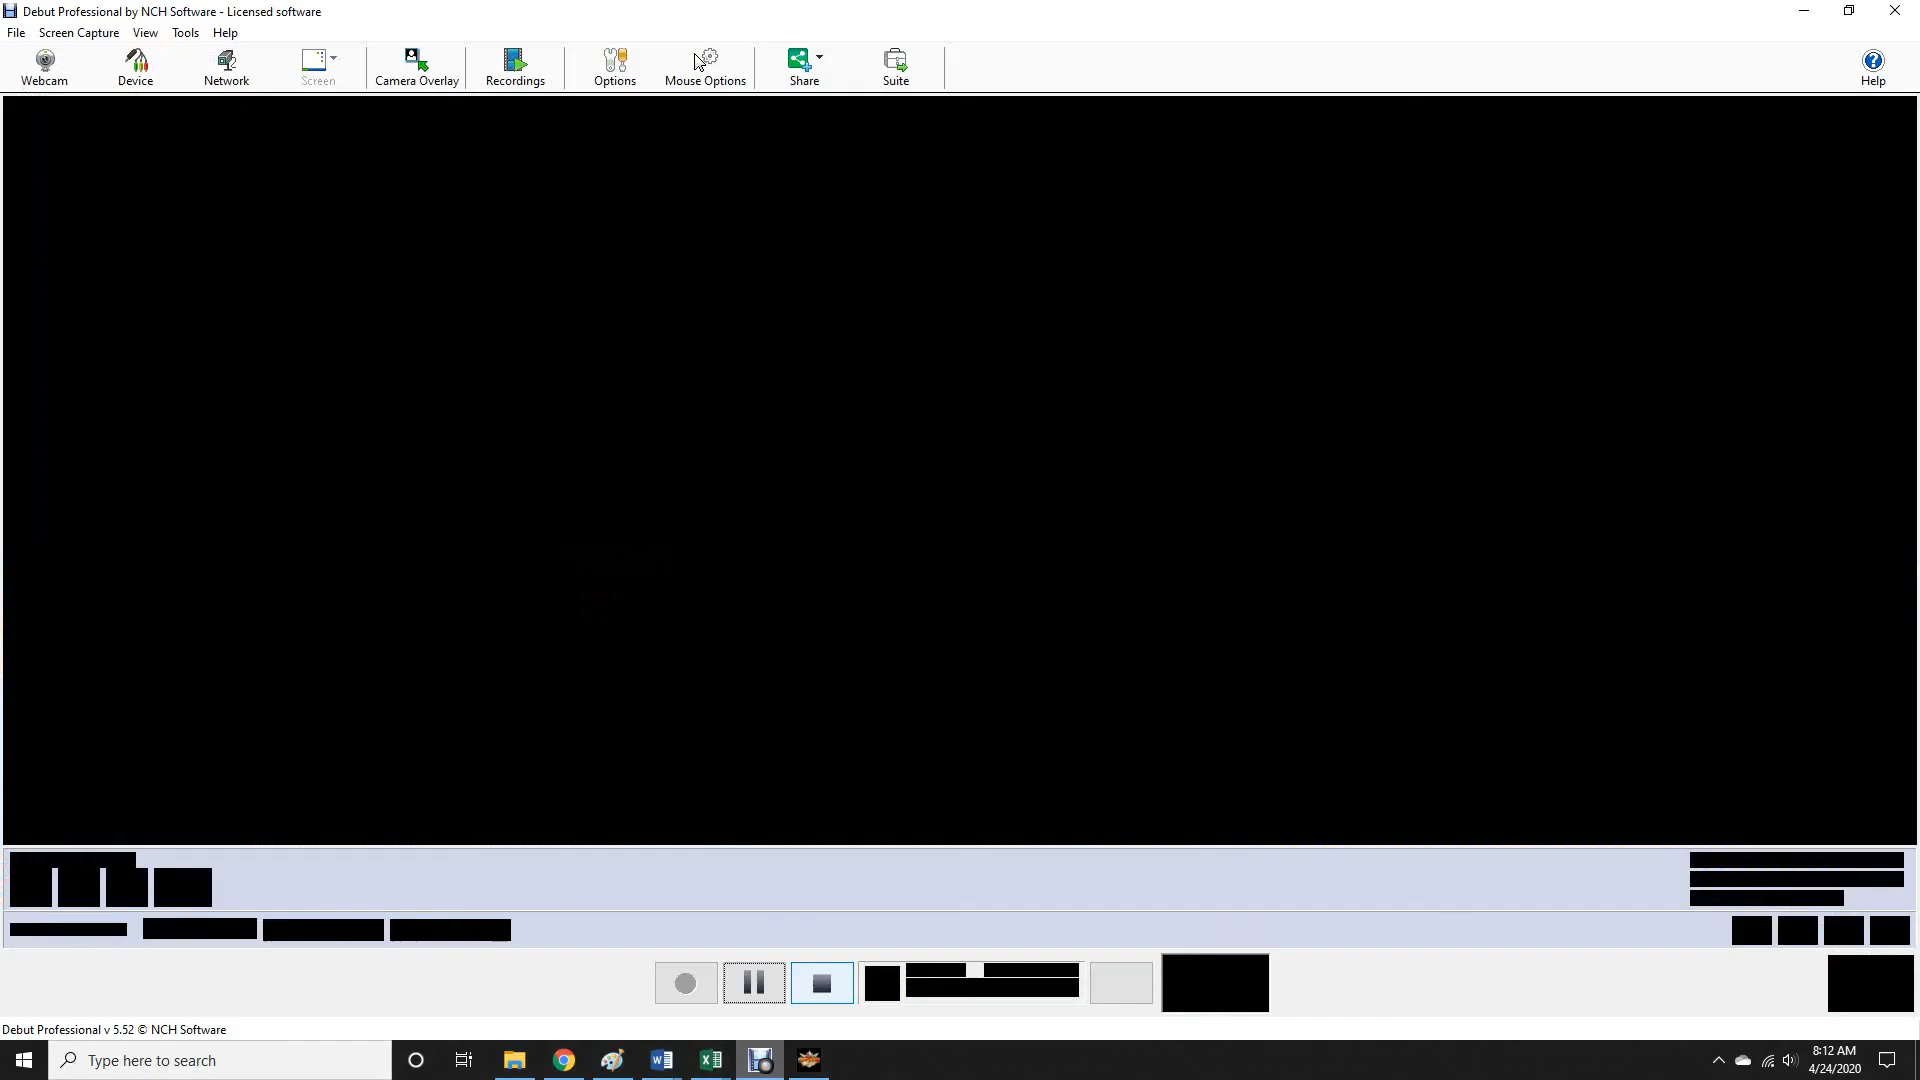 Debut Professional by NCH Software - Licensed software
File Screen Capture View Tools Help
Webcam Device Network Screen Camera Overlay Recordings Options Mouse Options Share Suite Help
Debut Professional v 5.52 © NCH Software
Type here to search
8:12 AM
4/24/2020